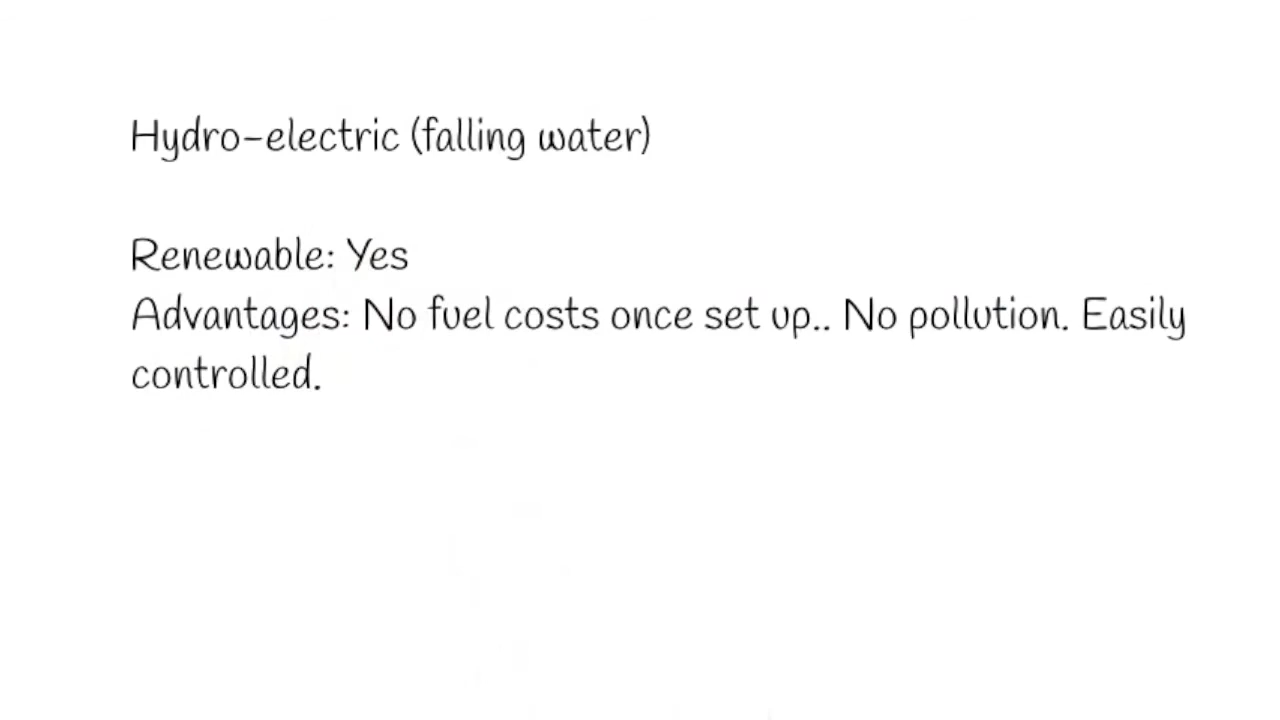 Hydro-electric (falling water)
Renewable: Yes
Advantages: No fuel costs once set up.. No pollution. Easily
controlled.